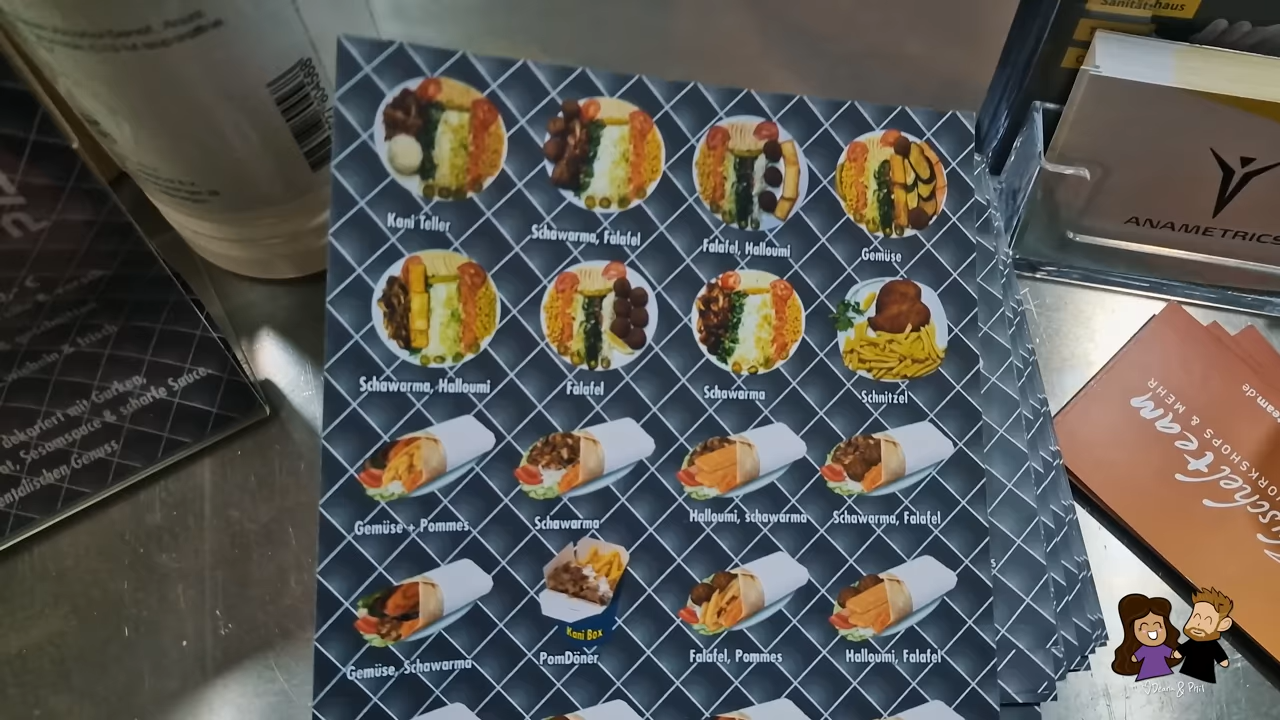 Kani Teller
Schawarma, Falafel
Falafel, Halloumi
Gemüse
Schawarma, Halloumi
Falafel
Schawarma
Schnitzel
Gemüse + Pommes
Schawarma
Halloumi, schawarma
Schawarma, Falafel
Gemüse, Schawarma
Kani Box
PomDöner
Falafel, Pommes
Halloumi, Falafel
dekoriert mit Gurken,
Sesamsauce & scharfe Sauce.
Genuss
Sanitätshaus
ANAMETRICS
& MEHR